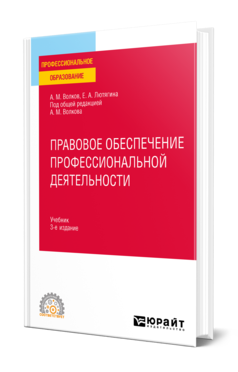 ПРОФЕССИОНАЛЬНОЕ
ОБРАЗОВАНИЕ
А. М. Волков, Е. А. Лютягина
Под общей редакцией
А. М. Волкова
ПРАВОВОЕ ОБЕСПЕЧЕНИЕ
ПРОФЕССИОНАЛЬНОЙ
ДЕЯТЕЛЬНОСТИ
Учебник
3-е издание
ЮРАЙТ